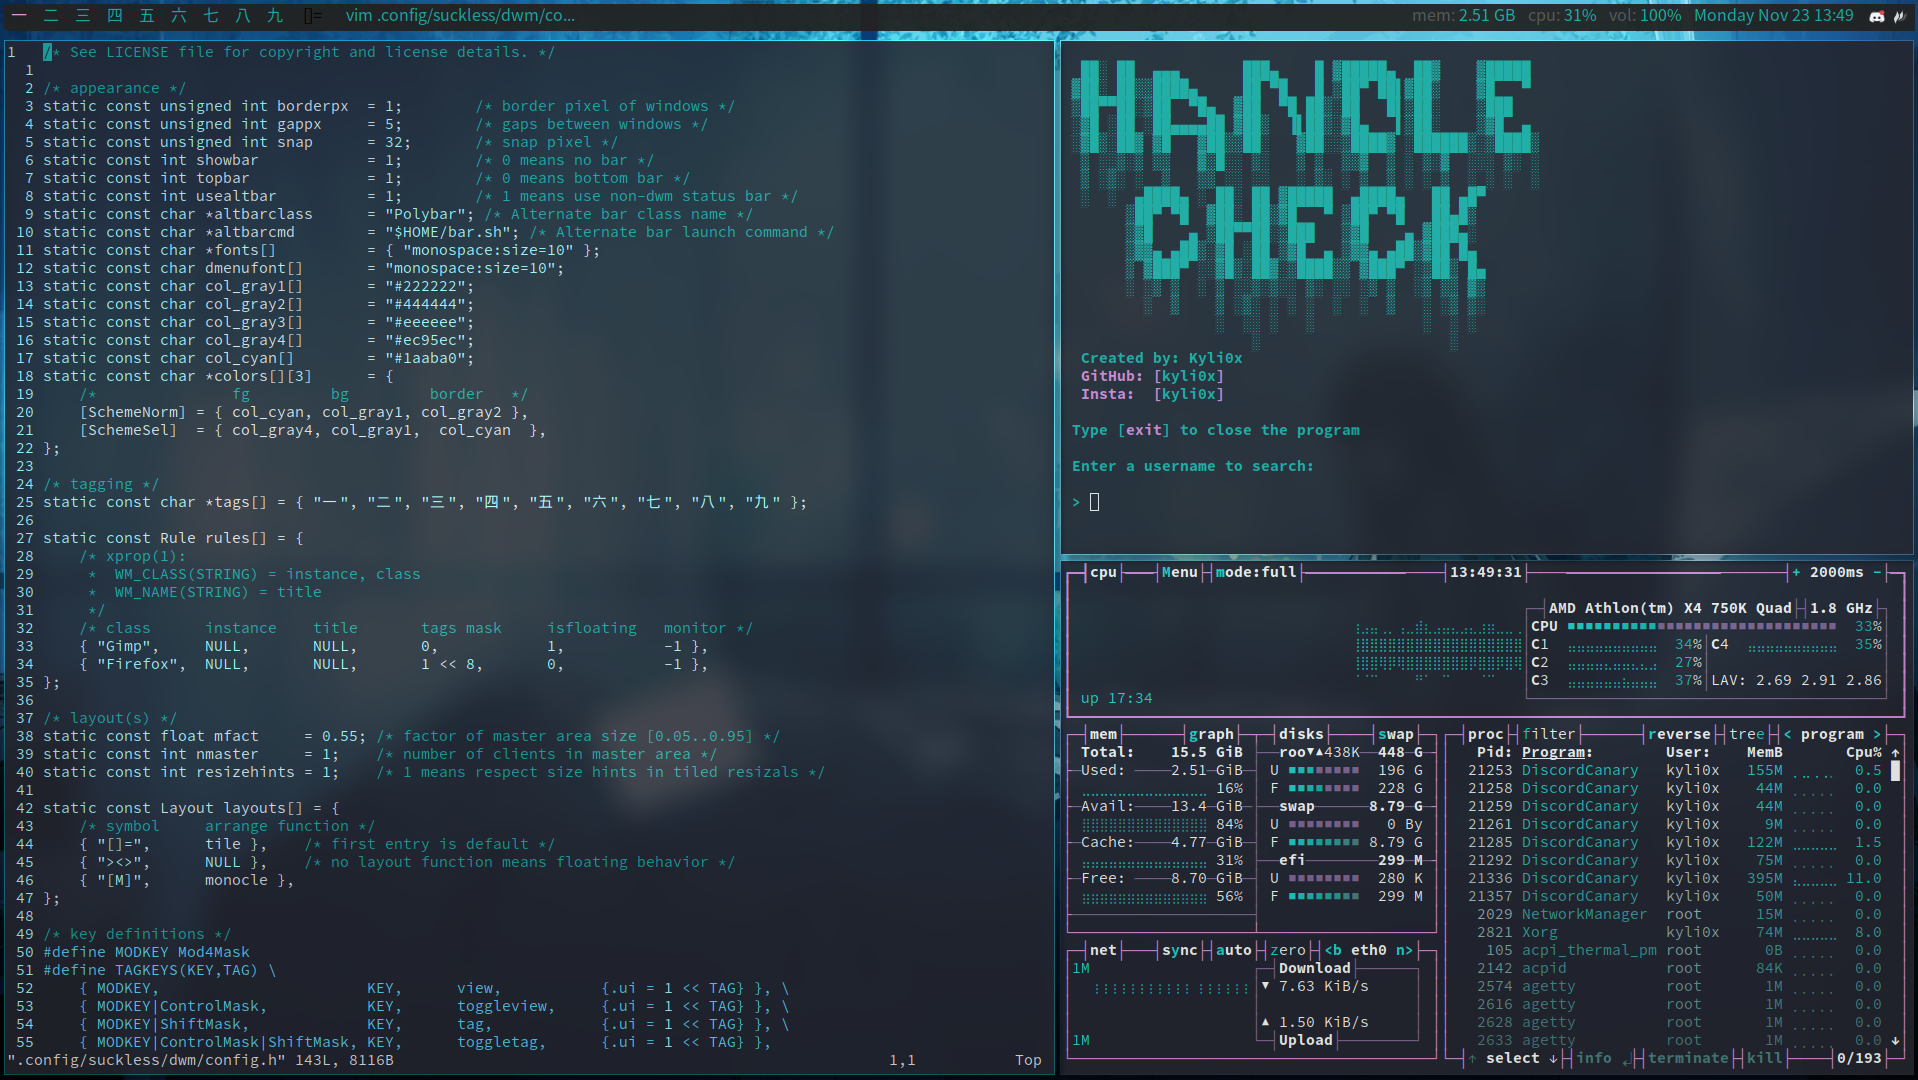 一 二 三 四 五 六 七 八 九 []= vim .config/suckless/dwm/co...
mem: 2.51 GB cpu: 31% vol: 100% Monday Nov 23 13:49
1 /* See LICENSE file for copyright and license details. */
1
2 /* appearance */
3 static const unsigned int borderpx = 1; /* border pixel of windows */
4 static const unsigned int gappx = 5; /* gaps between windows */
5 static const unsigned int snap = 32; /* snap pixel */
6 static const int showbar = 1; /* 0 means no bar */
7 static const int topbar = 1; /* 0 means bottom bar */
8 static const int usealtbar = 1; /* 1 means use non-dwm status bar */
9 static const char *altbarclass = "Polybar"; /* Alternate bar class name */
10 static const char *altbarcmd = "$HOME/bar.sh"; /* Alternate bar launch command */
11 static const char *fonts[] = { "monospace:size=10" };
12 static const char dmenufont[] = "monospace:size=10";
13 static const char col_gray1[] = "#222222";
14 static const char col_gray2[] = "#444444";
15 static const char col_gray3[] = "#eeeeee";
16 static const char col_gray4[] = "#ec95ec";
17 static const char col_cyan[] = "#1aaba0";
18 static const char *colors[][3] = {
19 /* fg bg border */
20 [SchemeNorm] = { col_cyan, col_gray1, col_gray2 },
21 [SchemeSel] = { col_gray4, col_gray1, col_cyan },
22 };
23
24 /* tagging */
25 static const char *tags[] = { "一", "二", "三", "四", "五", "六", "七", "八", "九" };
26
27 static const Rule rules[] = {
28 /* xprop(1):
29 * WM_CLASS(STRING) = instance, class
30 * WM_NAME(STRING) = title
31 */
32 /* class instance title tags mask isfloating monitor */
33 { "Gimp", NULL, NULL, 0, 1, -1 },
34 { "Firefox", NULL, NULL, 1 << 8, 0, -1 },
35 };
36
37 /* layout(s) */
38 static const float mfact = 0.55; /* factor of master area size [0.05..0.95] */
39 static const int nmaster = 1; /* number of clients in master area */
40 static const int resizehints = 1; /* 1 means respect size hints in tiled resizals */
41
42 static const Layout layouts[] = {
43 /* symbol arrange function */
44 { "[]=", tile }, /* first entry is default */
45 { "><>", NULL }, /* no layout function means floating behavior */
46 { "[M]", monocle },
47 };
48
49 /* key definitions */
50 #define MODKEY Mod4Mask
51 #define TAGKEYS(KEY,TAG) \
52 { MODKEY, KEY, view, {.ui = 1 << TAG} }, \
53 { MODKEY|ControlMask, KEY, toggleview, {.ui = 1 << TAG} }, \
54 { MODKEY|ShiftMask, KEY, tag, {.ui = 1 << TAG} }, \
55 { MODKEY|ControlMask|ShiftMask, KEY, toggletag, {.ui = 1 << TAG} },
".config/suckless/dwm/config.h" 143L, 8116B 1,1 Top
HANDLE
CHECK
Created by: Kyli0x
GitHub: [kyli0x]
Insta: [kyli0x]
Type [exit] to close the program
Enter a username to search:
>
cpu Menu mode:full 13:49:31 + 2000ms -
AMD Athlon(tm) X4 750K Quad 1.8 GHz
CPU 33%
C1 34% C4 35%
C2 27%
C3 37% LAV: 2.69 2.91 2.86
up 17:34
mem graph
Total: 15.5 GiB
Used: 2.51 GiB
16%
Avail: 13.4 GiB
84%
Cache: 4.77 GiB
31%
Free: 8.70 GiB
56%
disks swap
roo▼▲438K 448 G
U 196 G
F 228 G
swap 8.79 G
U 0 By
F 8.79 G
efi 299 M
U 280 K
F 299 M
net sync auto zero <b eth0 n>
1M Download
▼ 7.63 KiB/s
▲ 1.50 KiB/s
1M Upload
proc filter reverse tree < program >
Pid: Program: User: MemB Cpu% ↑
21253 DiscordCanary kyli0x 155M 0.5
21258 DiscordCanary kyli0x 44M 0.0
21259 DiscordCanary kyli0x 44M 0.0
21261 DiscordCanary kyli0x 9M 0.0
21285 DiscordCanary kyli0x 122M 1.5
21292 DiscordCanary kyli0x 75M 0.0
21336 DiscordCanary kyli0x 395M 11.0
21357 DiscordCanary kyli0x 50M 0.0
2029 NetworkManager root 15M 0.0
2821 Xorg kyli0x 74M 8.0
105 acpi_thermal_pm root 0B 0.0
2142 acpid root 84K 0.0
2574 agetty root 1M 0.0
2616 agetty root 1M 0.0
2628 agetty root 1M 0.0
2633 agetty root 1M 0.0 ↓
↑ select ↓ info ↲ terminate kill 0/193